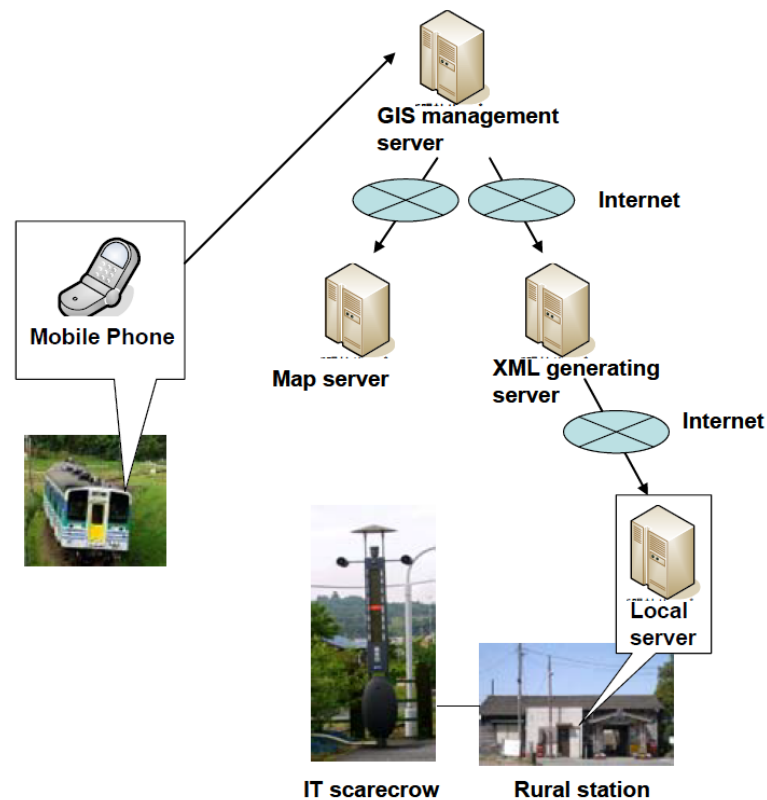 GIS management
server
Internet
Mobile Phone
Map server
XML generating
server
Internet
Local
server
IT scarecrow
Rural station